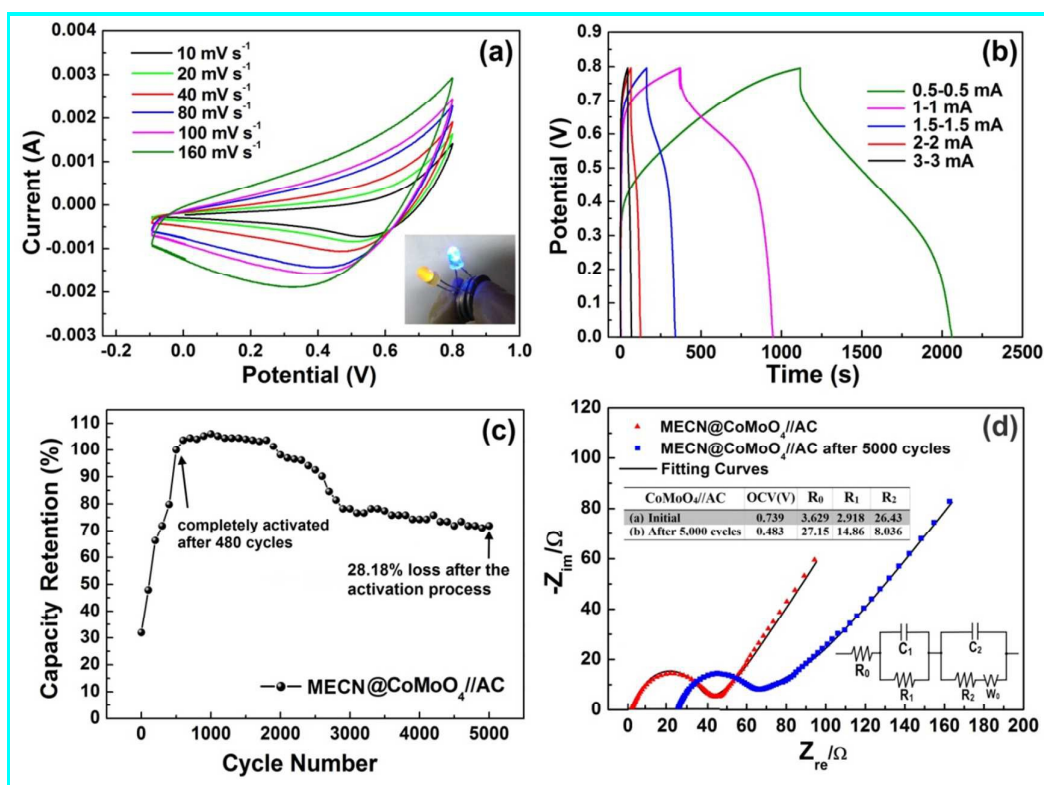 (a)
10 mV s⁻¹
20 mV s⁻¹
40 mV s⁻¹
80 mV s⁻¹
100 mV s⁻¹
160 mV s⁻¹
0.004
0.003
0.002
0.001
0.000
-0.001
-0.002
-0.003
Current (A)
-0.2 0.0 0.2 0.4 0.6 0.8 1.0
Potential (V)
(b)
0.5-0.5 mA
1-1 mA
1.5-1.5 mA
2-2 mA
3-3 mA
0.9
0.8
0.7
0.6
0.5
0.4
0.3
0.2
0.1
0.0
Potential (V)
0 500 1000 1500 2000 2500
Time (s)
(c)
120
110
100
90
80
70
60
50
40
30
20
10
0
Capacity Retention (%)
completely activated
after 480 cycles
28.18% loss after the
activation process
MECN@CoMoO₄//AC
0 1000 2000 3000 4000 5000
Cycle Number
(d)
MECN@CoMoO₄//AC
MECN@CoMoO₄//AC after 5000 cycles
Fitting Curves
CoMoO₄//AC OCV(V) R₀ R₁ R₂
(a) Initial 0.739 3.629 2.918 26.43
(b) After 5,000 cycles 0.483 27.15 14.86 8.036
120
100
80
60
40
20
0
-Zim/Ω
C₁ C₂
R₀
R₁ R₂ W₀
0 20 40 60 80 100 120 140 160 180 200
Zre/Ω